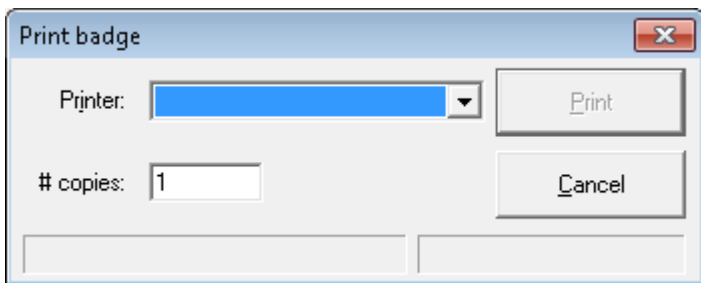 Print badge
Printer:
Print
# copies: 1
Cancel